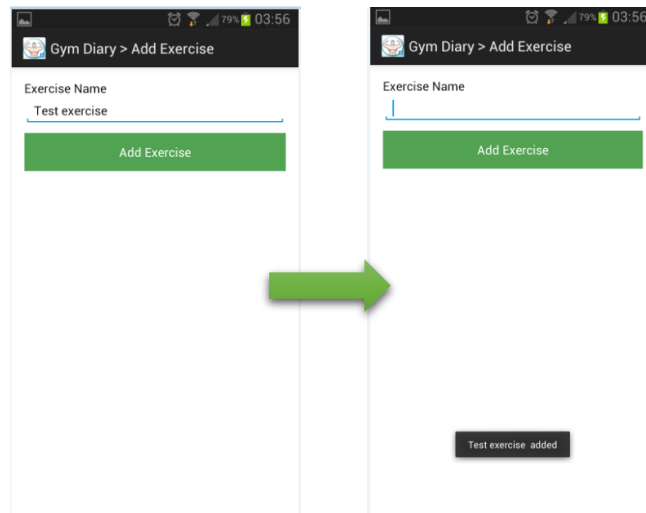 79% 03:56
Gym Diary > Add Exercise
Exercise Name
Test exercise
Add Exercise
79% 03:56
Gym Diary > Add Exercise
Exercise Name
Add Exercise
Test exercise  added